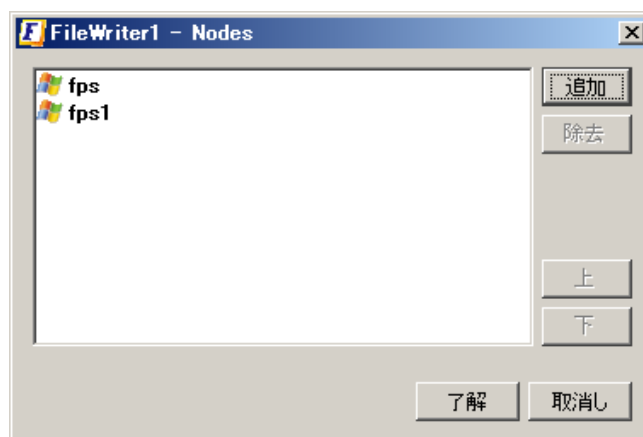 FileWriter1 - Nodes
fps
fps1
追加
除去
上
下
了解
取消し